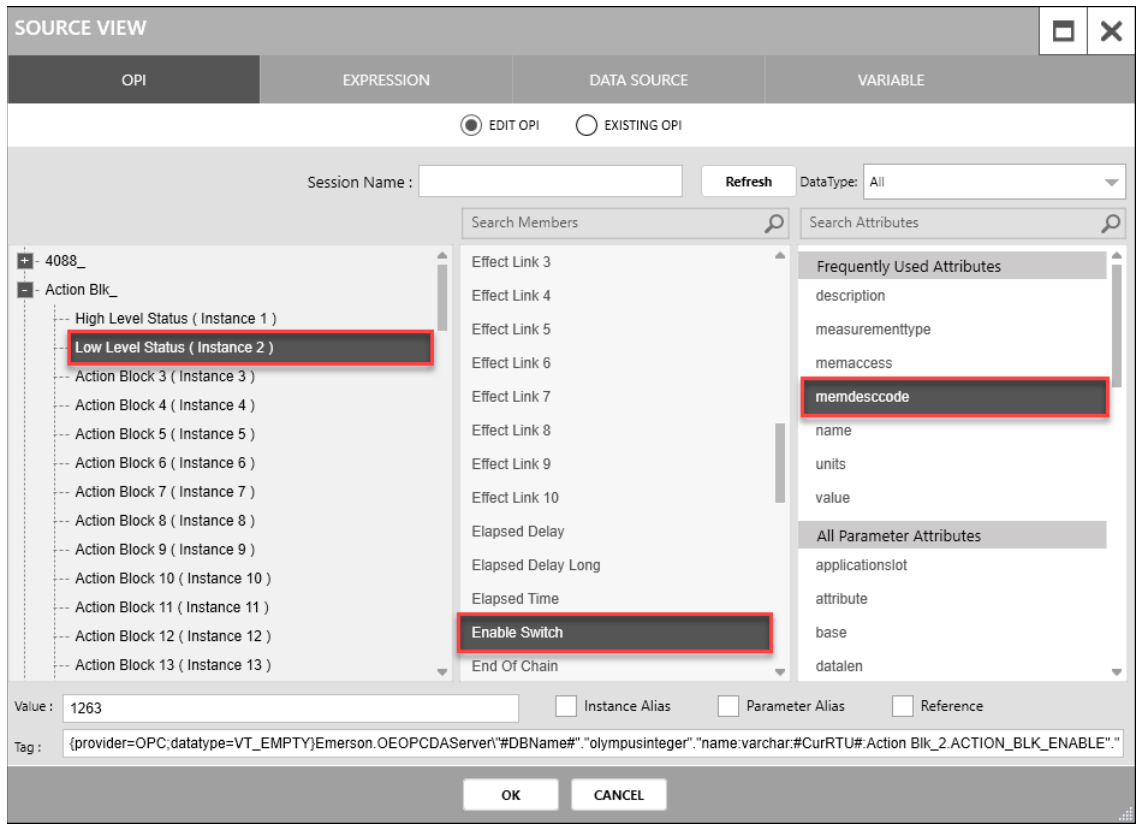 SOURCE VIEW
OPI EXPRESSION DATA SOURCE VARIABLE
EDIT OPI EXISTING OPI
Session Name : Refresh DataType: All
Search Members Search Attributes
4088_
Action Blk_
High Level Status ( Instance 1 )
Low Level Status ( Instance 2 )
Action Block 3 ( Instance 3 )
Action Block 4 ( Instance 4 )
Action Block 5 ( Instance 5 )
Action Block 6 ( Instance 6 )
Action Block 7 ( Instance 7 )
Action Block 8 ( Instance 8 )
Action Block 9 ( Instance 9 )
Action Block 10 ( Instance 10 )
Action Block 11 ( Instance 11 )
Action Block 12 ( Instance 12 )
Action Block 13 ( Instance 13 )
Effect Link 3
Effect Link 4
Effect Link 5
Effect Link 6
Effect Link 7
Effect Link 8
Effect Link 9
Effect Link 10
Elapsed Delay
Elapsed Delay Long
Elapsed Time
Enable Switch
End Of Chain
Frequently Used Attributes
description
measurementtype
memaccess
memdesccode
name
units
value
All Parameter Attributes
applicationslot
attribute
base
datalen
Value : 1263 Instance Alias Parameter Alias Reference
Tag : {provider=OPC;datatype=VT_EMPTY}Emerson.OEOPCDAServer\"#DBName#"."olympusinteger"."name:varchar:#CurRTU#:Action Blk_2.ACTION_BLK_ENABLE"."
OK CANCEL